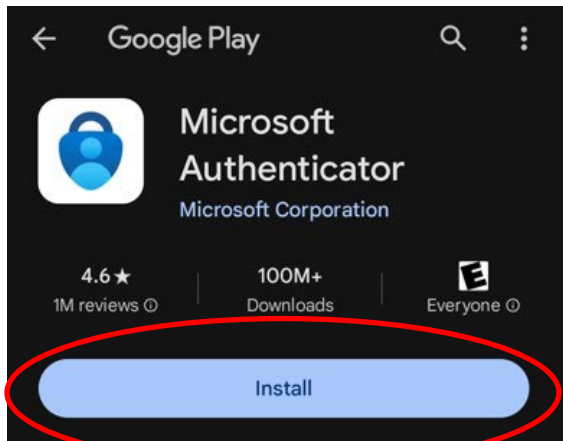 Google Play
Microsoft
Authenticator
Microsoft Corporation
4.6★ 100M+ E
1M reviews Downloads Everyone
Install